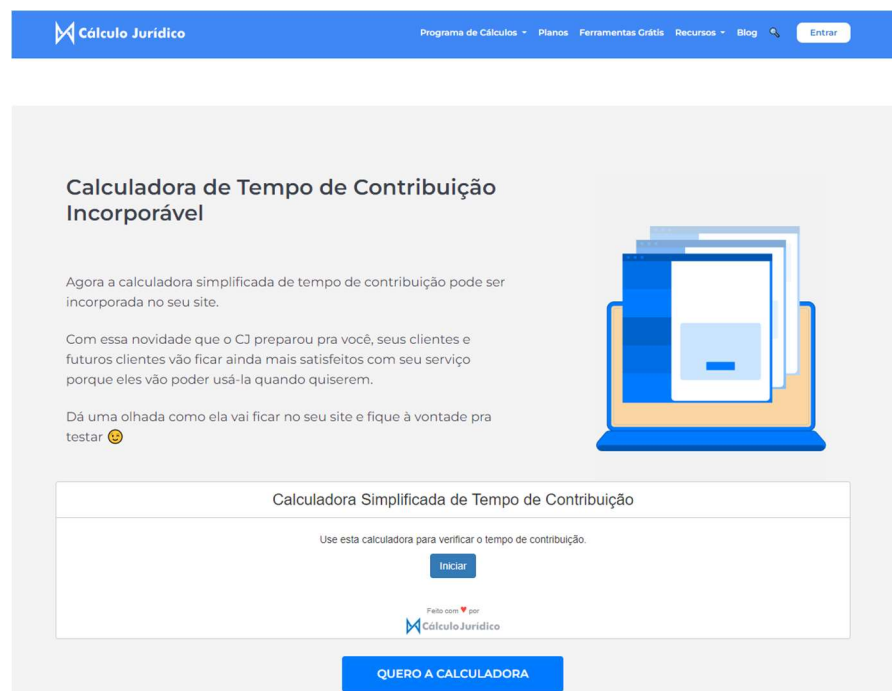 Cálculo Jurídico
Programa de Cálculos Planos Ferramentas Grátis Recursos Blog Entrar
Calculadora de Tempo de Contribuição
Incorporável
Agora a calculadora simplificada de tempo de contribuição pode ser
incorporada no seu site.
Com essa novidade que o CJ preparou pra você, seus clientes e
futuros clientes vão ficar ainda mais satisfeitos com seu serviço
porque eles vão poder usá-la quando quiserem.
Dá uma olhada como ela vai ficar no seu site e fique à vontade pra
testar 😉
Calculadora Simplificada de Tempo de Contribuição
Use esta calculadora para verificar o tempo de contribuição.
Iniciar
Feito com ♥ por
Cálculo Jurídico
QUERO A CALCULADORA